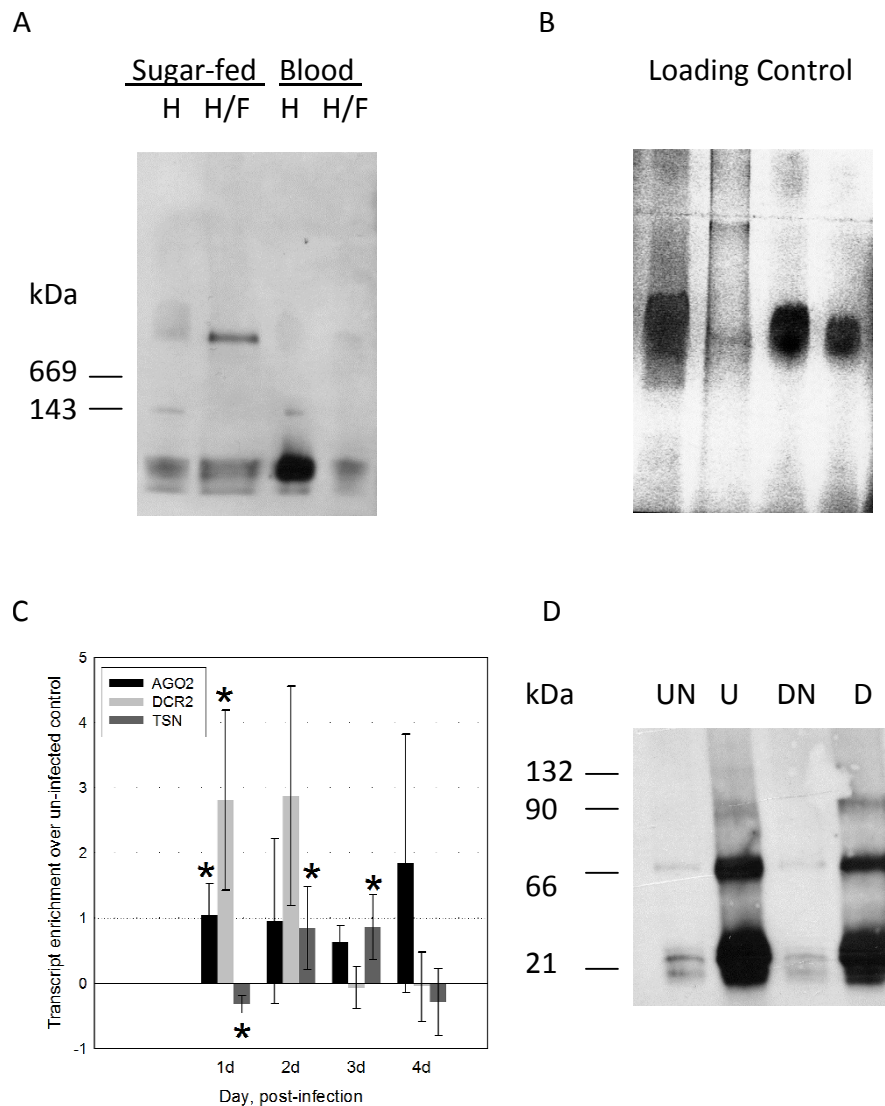 A
Sugar-fed Blood
H H/F H H/F
kDa
669
143
B
Loading Control
C
5
4
3
2
1
0
-1
Transcript enrichment over un-infected control
AGO2
DCR2
TSN
*
*
*
*
*
1d 2d 3d 4d
Day, post-infection
D
kDa UN U DN D
132
90
66
21